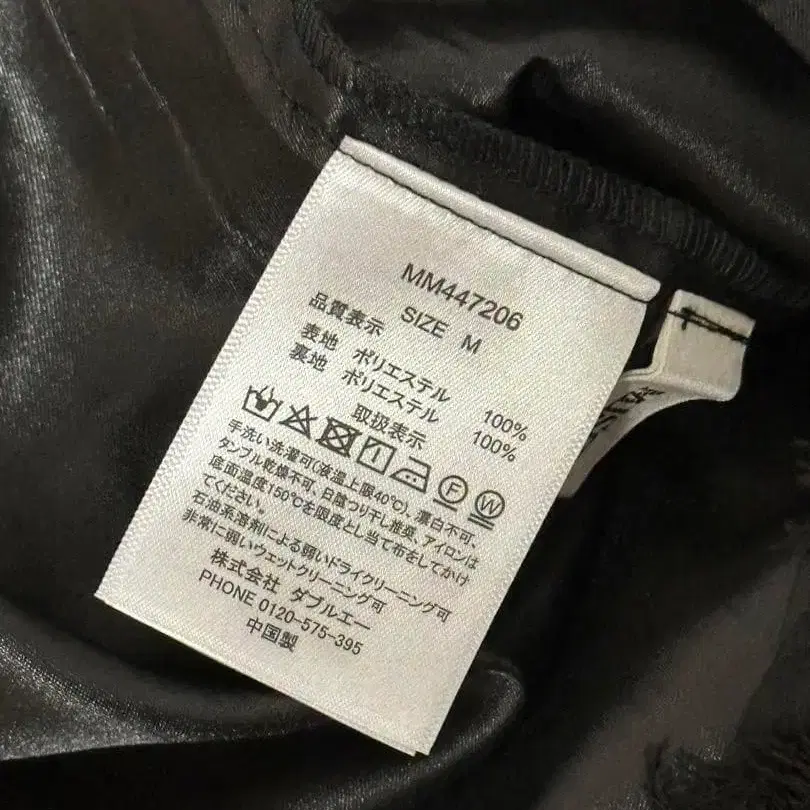 MM447206
SIZE M
品質表示
表地 ポリエステル 100%
裏地 ポリエステル 100%
取扱表示
F W
手洗い洗濯可(液温上限40℃)、漂白不可、
タンブル乾燥不可、日陰つり干し推奨、アイロンは
底面温度150℃を限度とし当て布をしてかけ
てください。
石油系溶剤による弱いドライクリーニング可
非常に弱いウェットクリーニング可
株式会社 ダブルエー
PHONE 0120-575-395
中国製